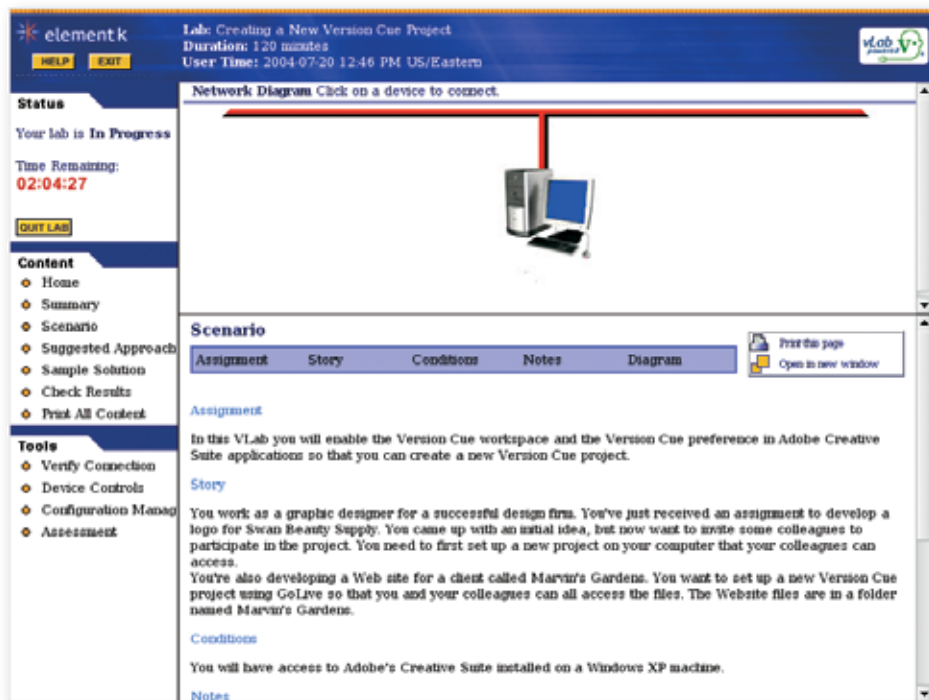 elementk
HELP EXIT
Lab: Creating a New Version Cue Project
Duration: 120 minutes
User Time: 2004-07-20 12:46 PM US/Eastern
vLab powered V
Status
Your lab is In Progress
Time Remaining:
02:04:27
QUIT LAB
Content
Home
Summary
Scenario
Suggested Approach
Sample Solution
Check Results
Print All Content
Tools
Verify Connection
Device Controls
Configuration Manag
Assessment
Network Diagram Click on a device to connect.
Scenario
Assignment Story Conditions Notes Diagram
Print this page
Open in new window
Assignment
In this VLab you will enable the Version Cue workspace and the Version Cue preference in Adobe Creative
Suite applications so that you can create a new Version Cue project.
Story
You work as a graphic designer for a successful design firm. You've just received an assignment to develop a
logo for Swan Beauty Supply. You came up with an initial idea, but now want to invite some colleagues to
participate in the project. You need to first set up a new project on your computer that your colleagues can
access.
You're also developing a Web site for a client called Marvin's Gardens. You want to set up a new Version Cue
project using GoLive so that you and your colleagues can all access the files. The Website files are in a folder
named Marvin's Gardens.
Conditions
You will have access to Adobe's Creative Suite installed on a Windows XP machine.
Notes